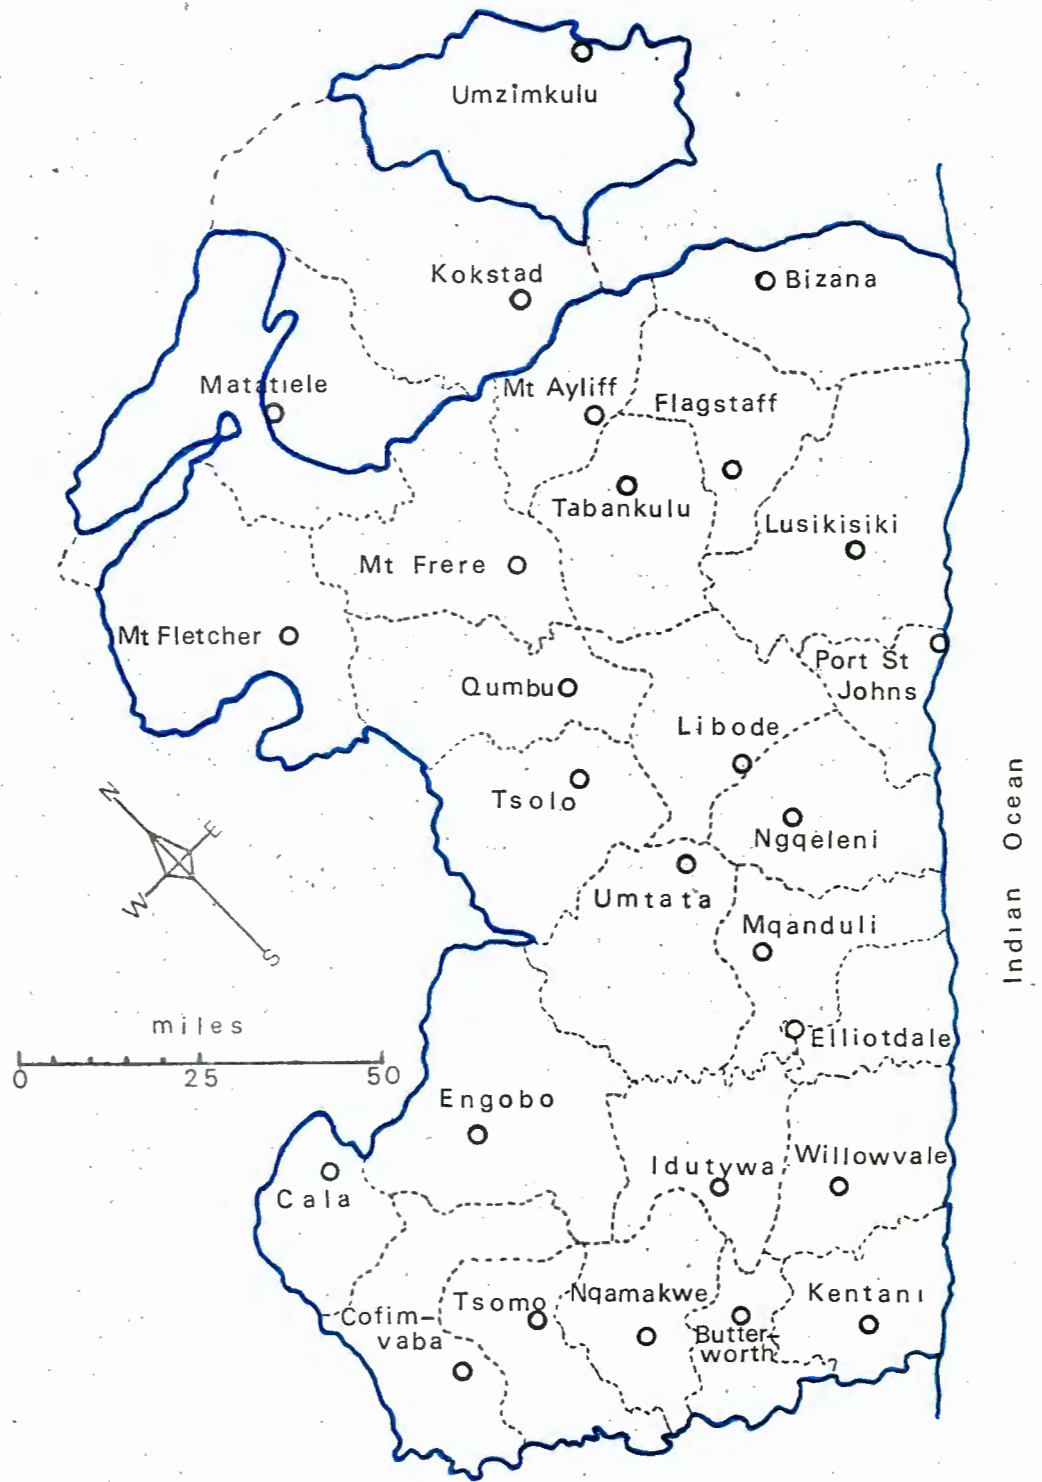 Umzimkulu
Kokstad
Bizana
Matatiele
Mt Ayliff
Flagstaff
Tabankulu
Lusikisiki
Mt Frere
Mt Fletcher
Port St
Johns
Qumbu
Libode
Tsolo
Ngqeleni
Indian Ocean
N
E
W
S
Umtata
Mqanduli
miles
Elliotdale
0 25 50
Engobo
Idutywa
Willowvale
Cala
Cofim-
vaba
Tsomo
Nqamakwe
Butter-
worth
Kentani